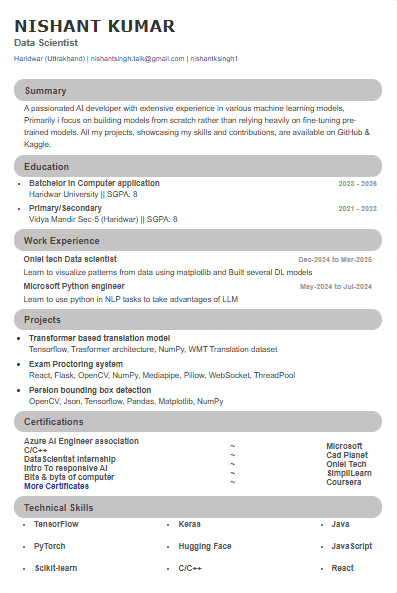 NISHANT KUMAR
Data Scientist
Haridwar (Uttrakhand) | nishantsingh.talk@gmail.com | nishantksingh1
Summary
A passionated AI developer with extensive experience in various machine learning models,
Primarily i focus on building models from scratch rather than relying heavily on fine-tuning pre-
trained models. All my projects, showcasing my skills and contributions, are available on GitHub &
Kaggle.
Education
• Batchelor in Computer application 2023 - 2026
Haridwar University || SGPA: 8
• Primary/Secondary 2021 - 2023
Vidya Mandir Sec-5 (Haridwar) || SGPA: 8
Work Experience
Oniel tech Data scientist Dec-2024 to Mar-2025
Learn to visualize patterns from data using matplotlib and Built several DL models
Microsoft Python engineer May-2024 to Jul-2024
Learn to use python in NLP tasks to take advantages of LLM
Projects
• Transformer based translation model
Tensorflow, Trasformer architecture, NumPy, WMT Translation dataset
• Exam Proctoring system
React, Flask, OpenCV, NumPy, Mediapipe, Pillow, WebSocket, ThreadPool
• Persion bounding box detection
OpenCV, Json, Tensorflow, Pandas, Matplotlib, NumPy
Certifications
Azure AI Engineer association ~ Microsoft
C/C++ ~ Cad Planet
DataScientist Internship ~ Oniel Tech
Intro To responsive AI ~ SimpliLearn
Bits & byts of computer ~ Coursera
More Certificates
Technical Skills
• TensorFlow • Keras • Java
• PyTorch • Hugging Face • JavaScript
• Scikit-learn • C/C++ • React